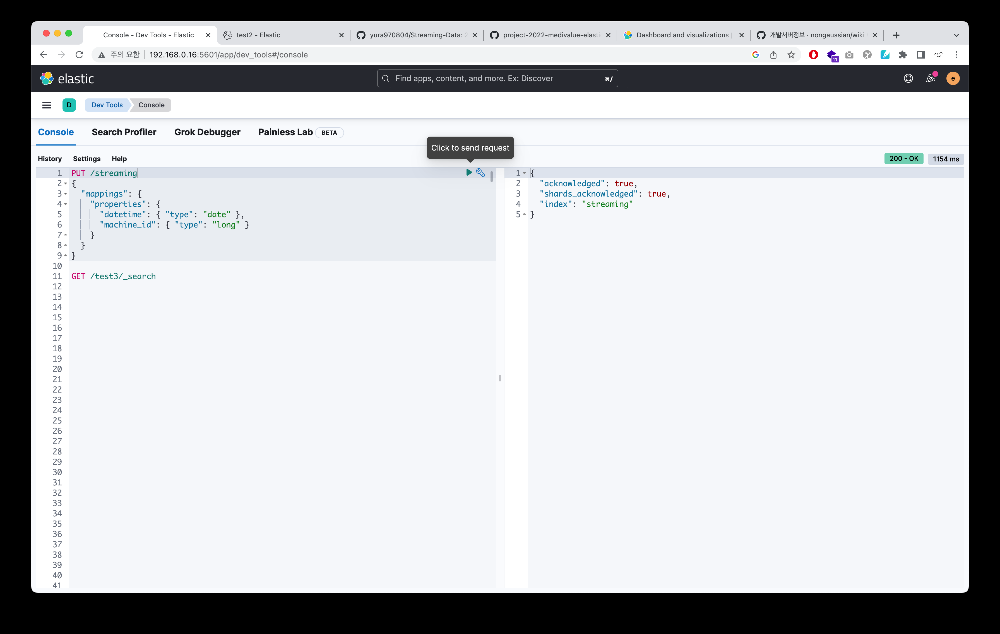 Console - Dev Tools - Elastic
test2 - Elastic
yura970804/Streaming-Data: 2
project-2022-medivalue-elasti
Dashboard and visualizations |
개발서버정보 · nongaussian/wiki
주의 요함
192.168.0.16:5601/app/dev_tools#/console
11
elastic
Find apps, content, and more. Ex: Discover
⌘/
e
D
Dev Tools
Console
Console
Search Profiler
Grok Debugger
Painless Lab
BETA
Click to send request
History
Settings
Help
200 - OK
1154 ms
1 PUT /streaming
2 {
3 "mappings": {
4 "properties": {
5 "datetime": { "type": "date" },
6 "machine_id": { "type": "long" }
7 }
8 }
9 }
10
11 GET /test3/_search
12
13
14
15
16
17
18
19
20
21
22
23
24
25
26
27
28
29
30
31
32
33
34
35
36
37
38
39
40
41
1 {
2 "acknowledged": true,
3 "shards_acknowledged": true,
4 "index": "streaming"
5 }